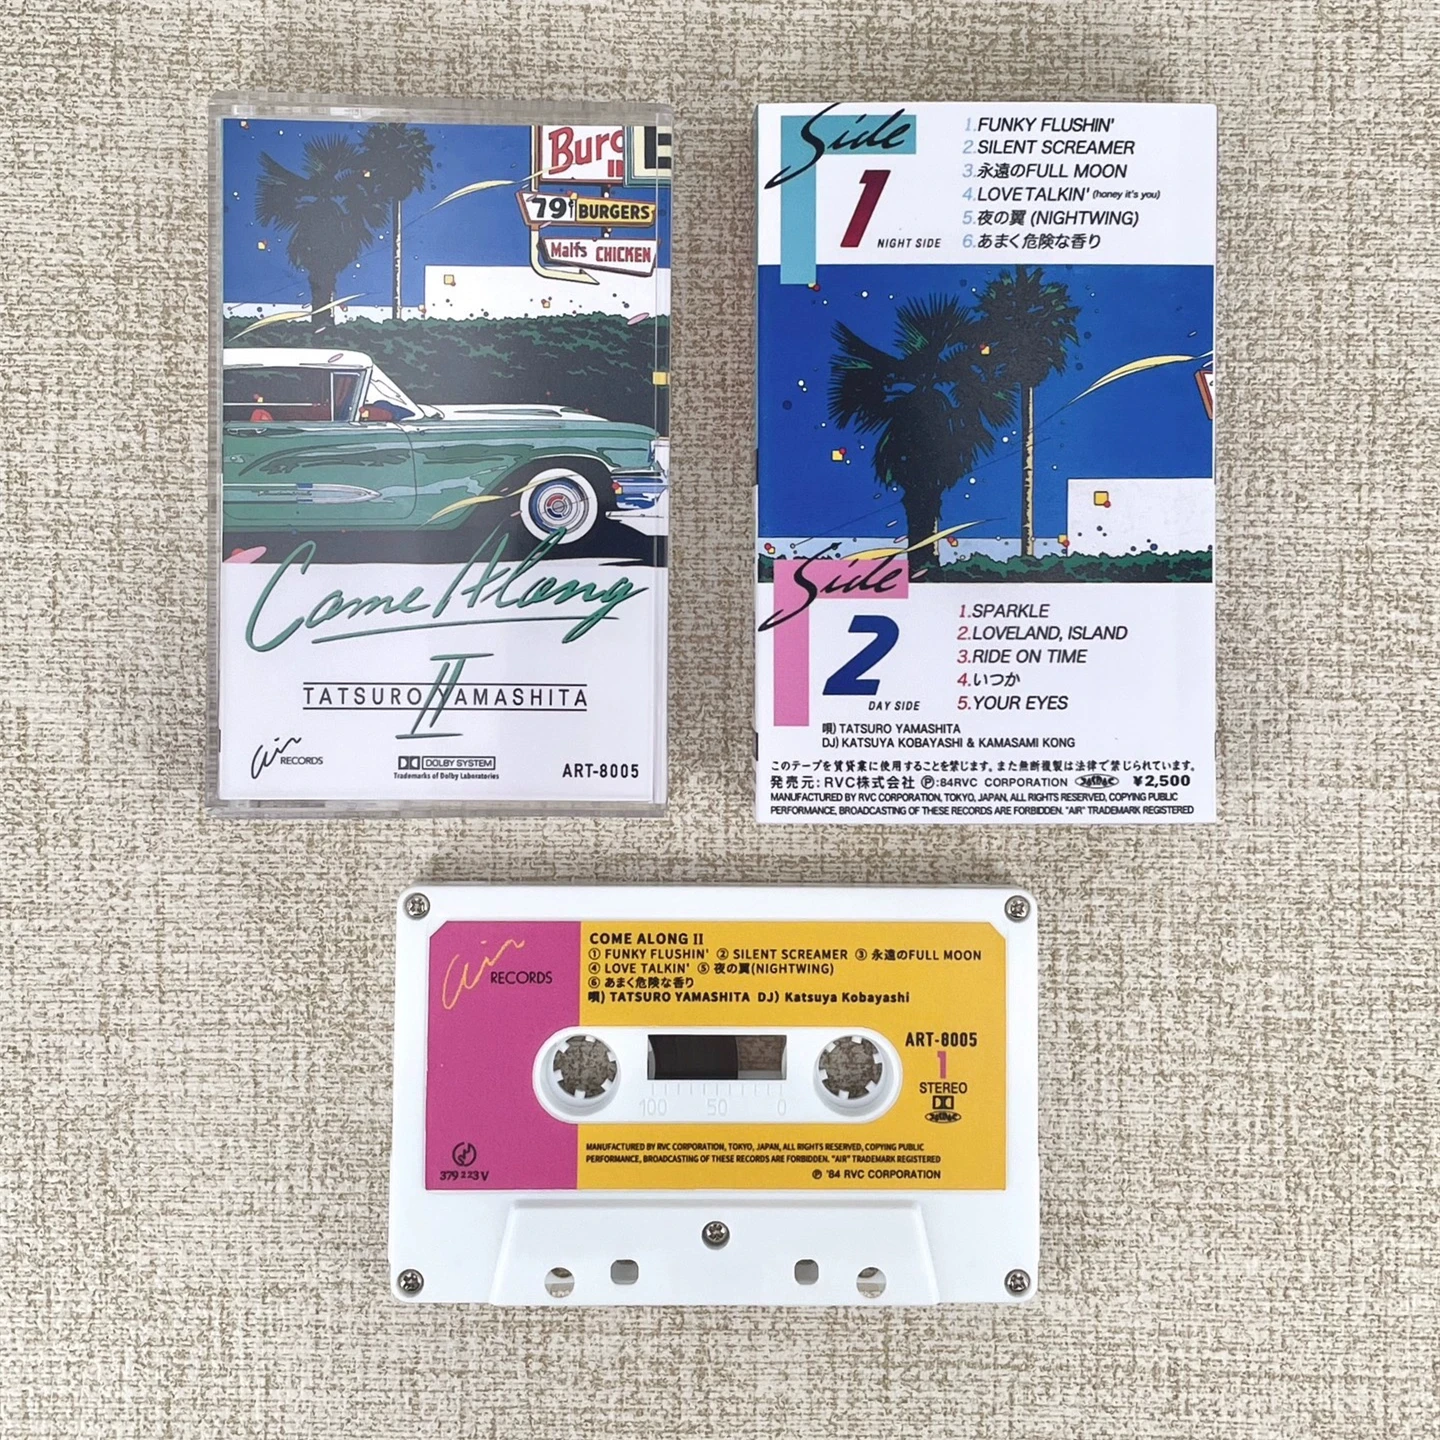 Burg
II
E
79¢ BURGERS
Malts CHICKEN
Come Along
II
TATSURO YAMASHITA
air RECORDS
DOLBY SYSTEM
Trademarks of Dolby Laboratories
ART-8005
Side
1
NIGHT SIDE
1.FUNKY FLUSHIN'
2.SILENT SCREAMER
3.永遠のFULL MOON
4.LOVE TALKIN' (honey it's you)
5.夜の翼 (NIGHTWING)
6.あまく危険な香り
Side
2
DAY SIDE
1.SPARKLE
2.LOVELAND, ISLAND
3.RIDE ON TIME
4.いつか
5.YOUR EYES
唄) TATSURO YAMASHITA
DJ) KATSUYA KOBAYASHI & KAMASAMI KONG
このテープを賃貸業に使用することを禁じます。また無断複製は法律で禁じられています。
発売元：RVC株式会社 Ⓟ:84RVC CORPORATION JASRAC ¥2,500
MANUFACTURED BY RVC CORPORATION, TOKYO, JAPAN, ALL RIGHTS RESERVED, COPYING PUBLIC
PERFORMANCE, BROADCASTING OF THESE RECORDS ARE FORBIDDEN. "AIR" TRADEMARK REGISTERED
air RECORDS
COME ALONG II
① FUNKY FLUSHIN' ② SILENT SCREAMER ③ 永遠のFULL MOON
④ LOVE TALKIN' ⑤ 夜の翼(NIGHTWING)
⑥ あまく危険な香り
唄) TATSURO YAMASHITA DJ) Katsuya Kobayashi
ART-8005
1
STEREO
JASRAC
100 50 0
379223V
MANUFACTURED BY RVC CORPORATION, TOKYO, JAPAN, ALL RIGHTS RESERVED, COPYING PUBLIC
PERFORMANCE, BROADCASTING OF THESE RECORDS ARE FORBIDDEN. "AIR" TRADEMARK REGISTERED
Ⓟ '84 RVC CORPORATION